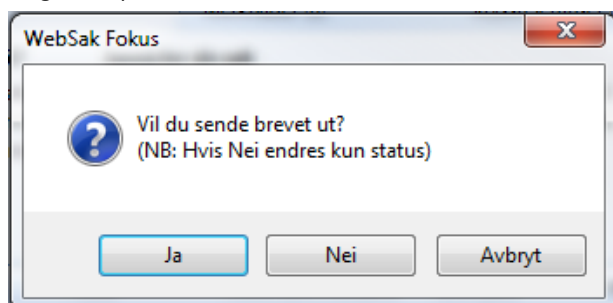 WebSak Fokus
Vil du sende brevet ut?
(NB: Hvis Nei endres kun status)
Ja
Nei
Avbryt